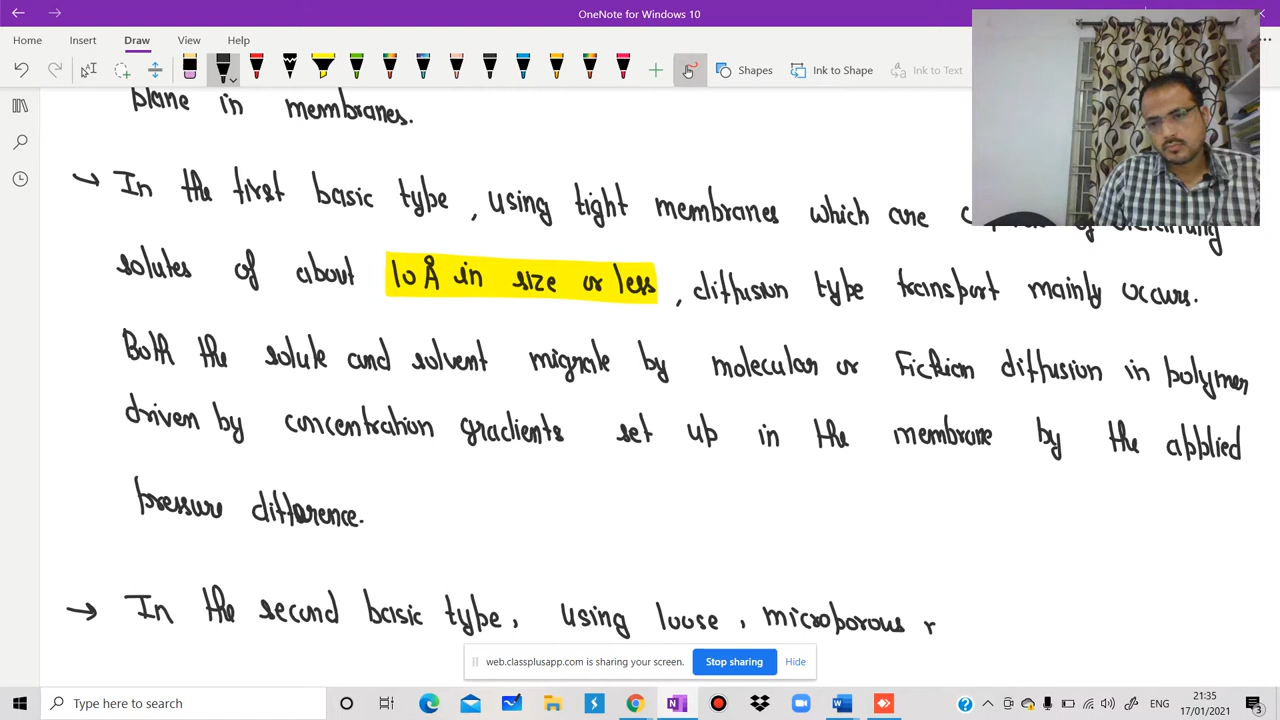 OneNote for Windows 10
Home Insert Draw View Help
Shapes Ink to Shape Ink to Text
plane in membranes.
→ In the first basic type, using tight membranes which are
solutes of about 10 Å in size or less, diffusion type transport mainly occurs.
Both the solute and solvent migrate by molecular or Fickian diffusion in polymer
driven by concentration gradients set up in the membrane by the applied
pressure difference.
→ In the second basic type, using loose, microporous
web.classplusapp.com is sharing your screen. Stop sharing Hide
Type here to search
ENG
21:35
17/01/2021
3